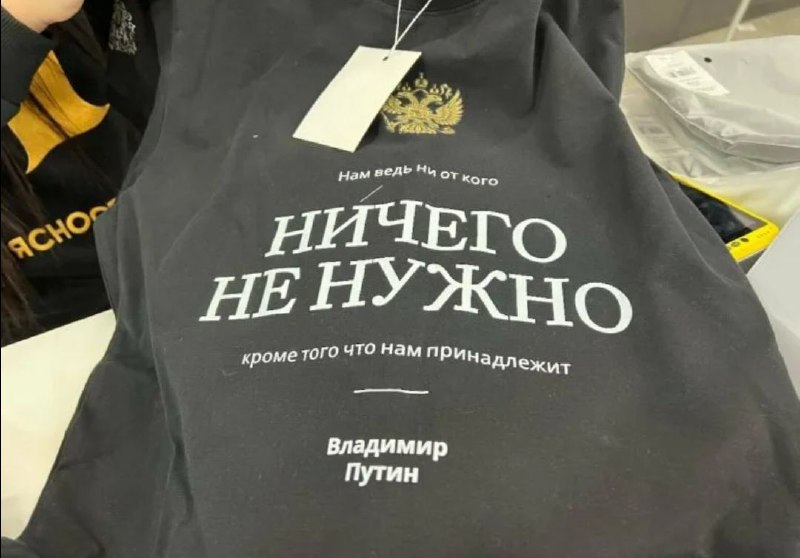 Нам ведь ни от кого
НИЧЕГО
НЕ НУЖНО
кроме того что нам принадлежит
Владимир
Путин